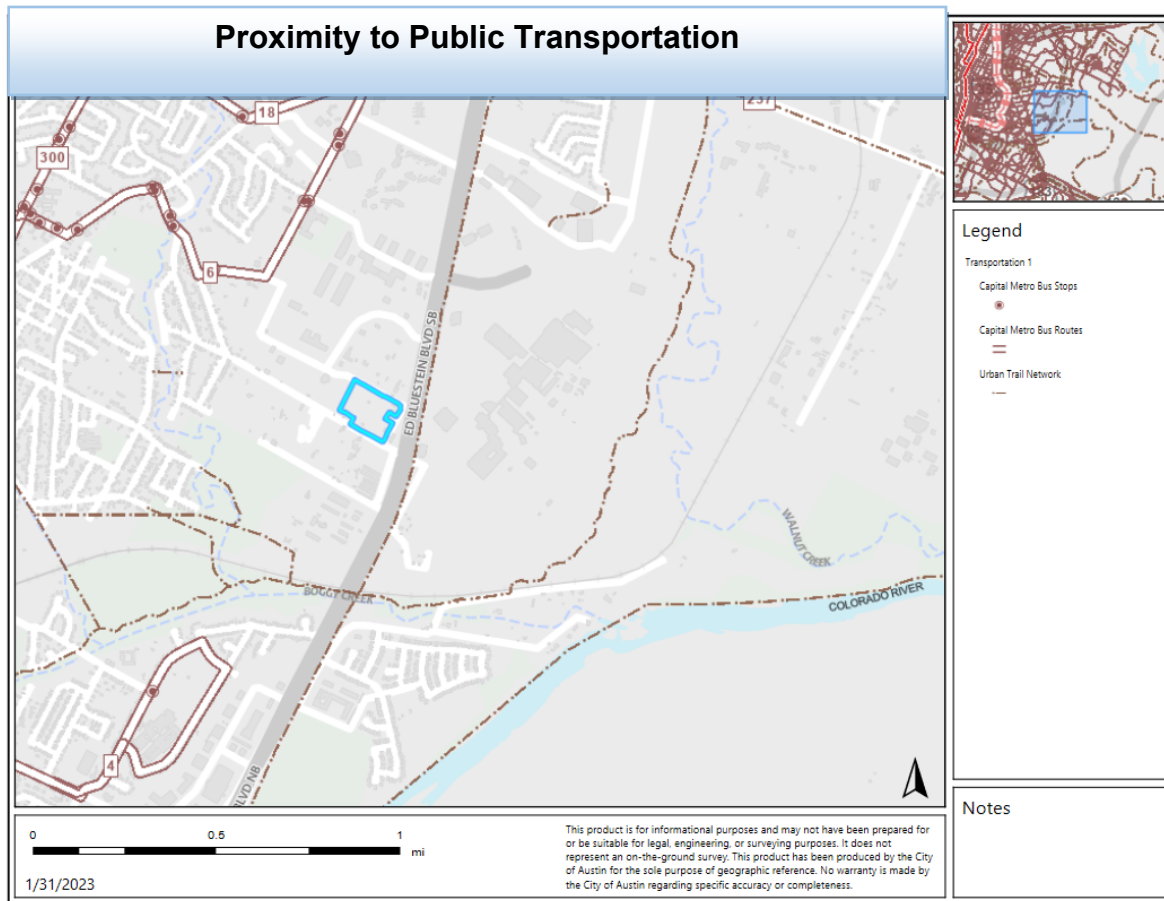 Proximity to Public Transportation
18
237
300
6
ED BLUESTEIN BLVD SB
WALNUT CREEK
BOGGY CREEK
COLORADO RIVER
4
BLVD NB
0 0.5 1
mi
1/31/2023
This product is for informational purposes and may not have been prepared for
or be suitable for legal, engineering, or surveying purposes. It does not
represent an on-the-ground survey. This product has been produced by the City
of Austin for the sole purpose of geographic reference. No warranty is made by
the City of Austin regarding specific accuracy or completeness.
Legend
Transportation 1
Capital Metro Bus Stops
Capital Metro Bus Routes
Urban Trail Network
Notes